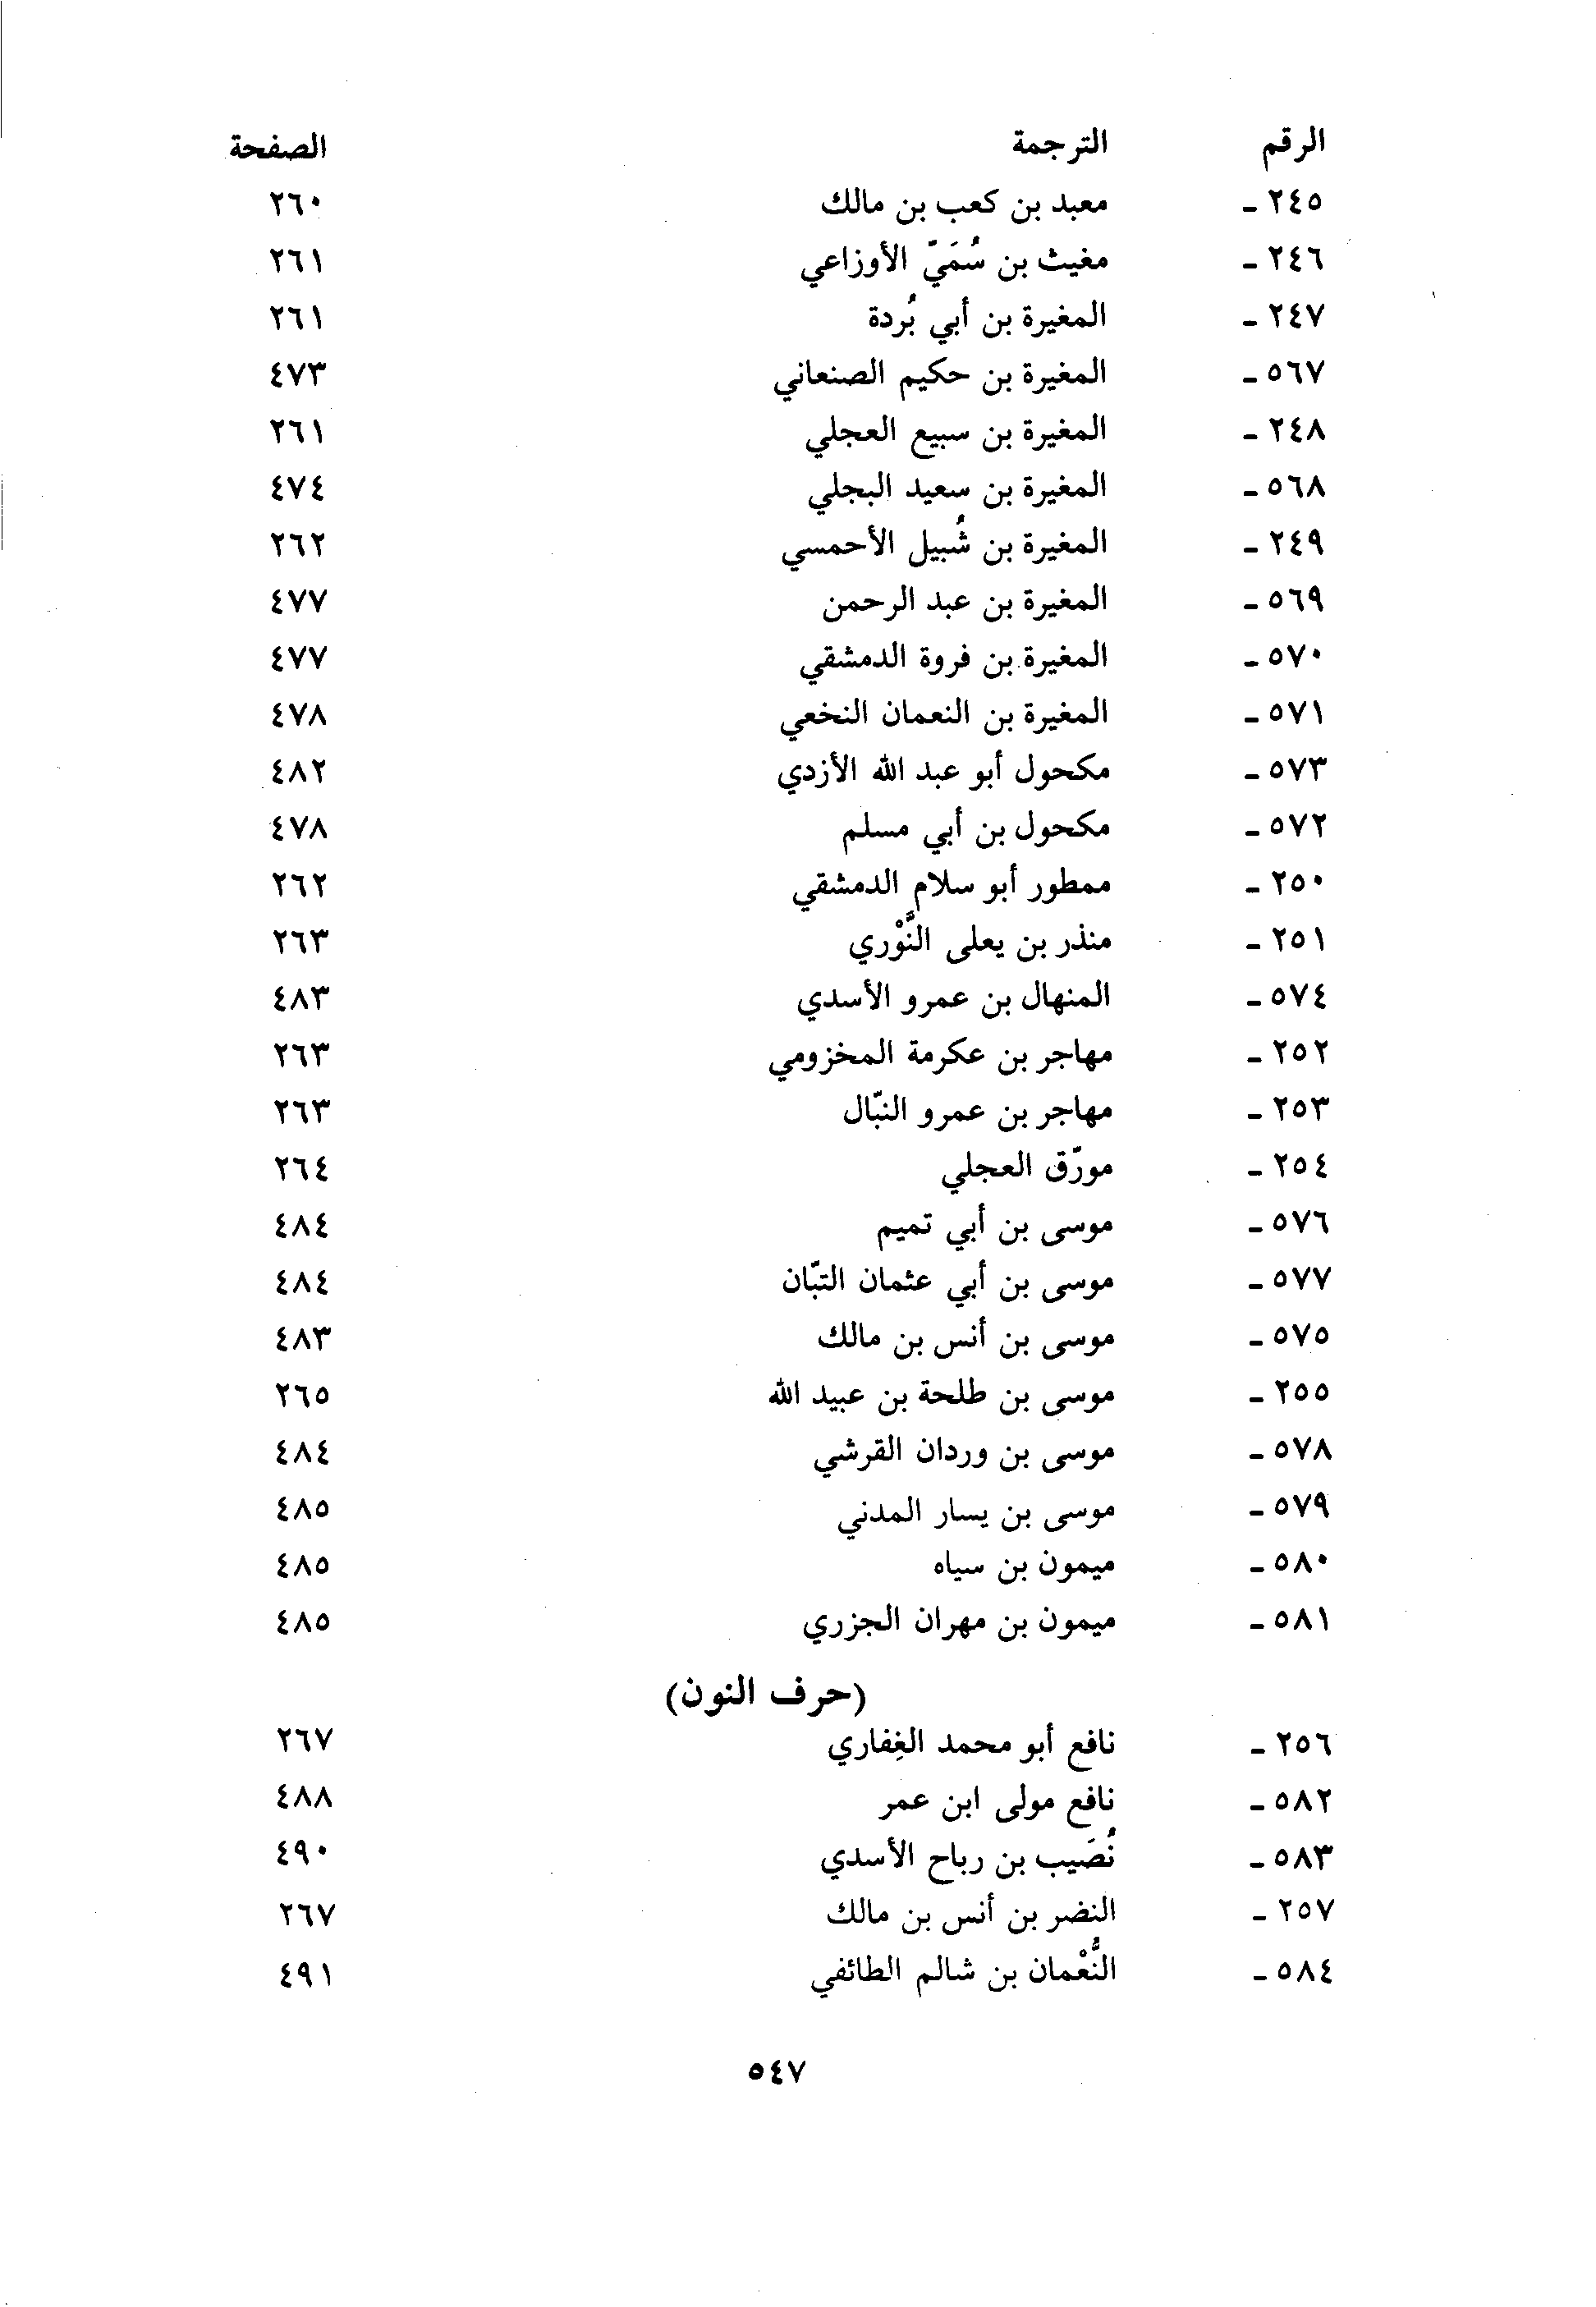 الرقم الترجمة الصفحة
٢٤٥ - معبد بن كعب بن مالك ٢٦٠
٢٤٦ - مغيث بن سُمَيّ الأوزاعي ٢٦١
٢٤٧ - المغيرة بن أبي بُردة ٢٦١
٥٦٧ - المغيرة بن حكيم الصنعاني ٤٧٣
٢٤٨ - المغيرة بن سبيع العجلي ٢٦١
٥٦٨ - المغيرة بن سعيد البجلي ٤٧٤
٢٤٩ - المغيرة بن شُبيل الأحمسي ٢٦٢
٥٦٩ - المغيرة بن عبد الرحمن ٤٧٧
٥٧٠ - المغيرة بن فروة الدمشقي ٤٧٧
٥٧١ - المغيرة بن النعمان النخعي ٤٧٨
٥٧٣ - مكحول أبو عبد الله الأزدي ٤٨٢
٥٧٢ - مكحول بن أبي مسلم ٤٧٨
٢٥٠ - ممطور أبو سلام الدمشقي ٢٦٢
٢٥١ - منذر بن يعلى النَّوْري ٢٦٣
٥٧٤ - المنهال بن عمرو الأسدي ٤٨٣
٢٥٢ - مهاجر بن عكرمة المخزومي ٢٦٣
٢٥٣ - مهاجر بن عمرو النبّال ٢٦٣
٢٥٤ - مورّق العجلي ٢٦٤
٥٧٦ - موسى بن أبي تميم ٤٨٤
٥٧٧ - موسى بن أبي عثمان التبّان ٤٨٤
٥٧٥ - موسى بن أنس بن مالك ٤٨٣
٢٥٥ - موسى بن طلحة بن عبيد الله ٢٦٥
٥٧٨ - موسى بن وردان القرشي ٤٨٤
٥٧٩ - موسى بن يسار المدني ٤٨٥
٥٨٠ - ميمون بن سياه ٤٨٥
٥٨١ - ميمون بن مهران الجزري ٤٨٥
(حرف النون)
٢٥٦ - نافع أبو محمد الغِفاري ٢٦٧
٥٨٢ - نافع مولى ابن عمر ٤٨٨
٥٨٣ - نُصَيب بن رباح الأسدي ٤٩٠
٢٥٧ - النضر بن أنس بن مالك ٢٦٧
٥٨٤ - النُّعْمان بن شالم الطائفي ٤٩١
٥٤٧